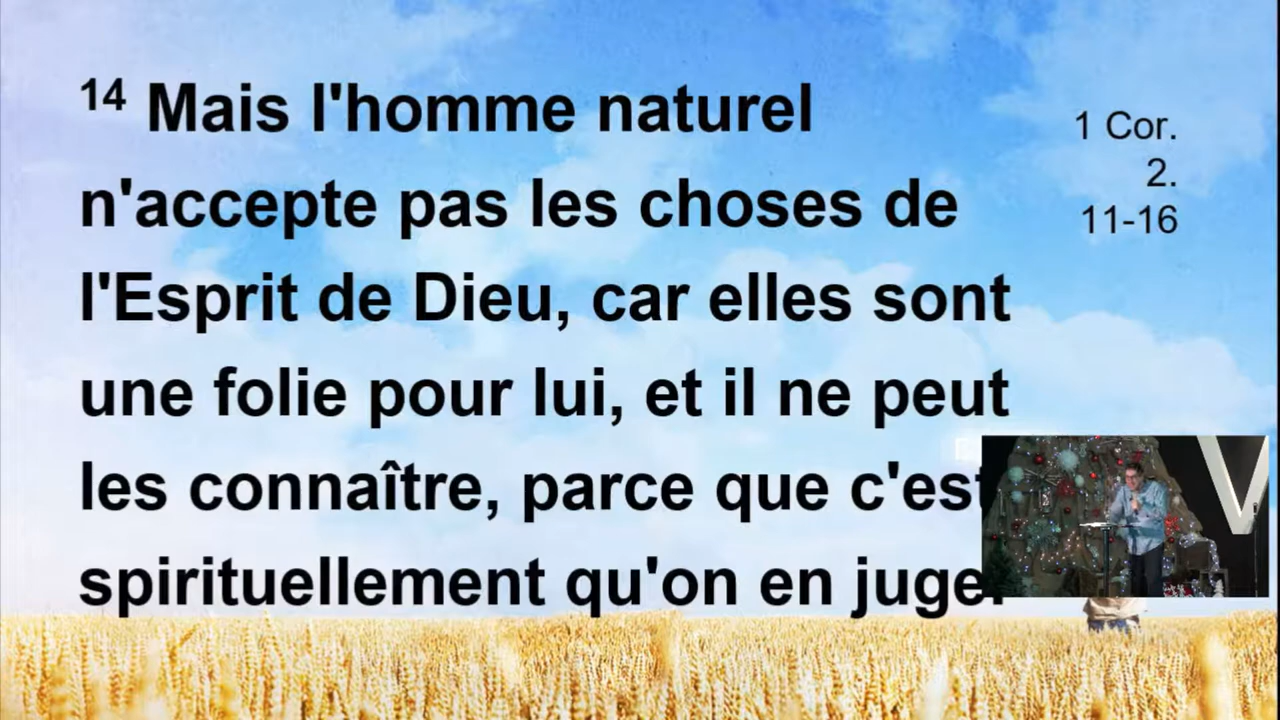 14 Mais l'homme naturel
n'accepte pas les choses de
l'Esprit de Dieu, car elles sont
une folie pour lui, et il ne peut
les connaître, parce que c'est
spirituellement qu'on en juge.
1 Cor.
2.
11-16
V